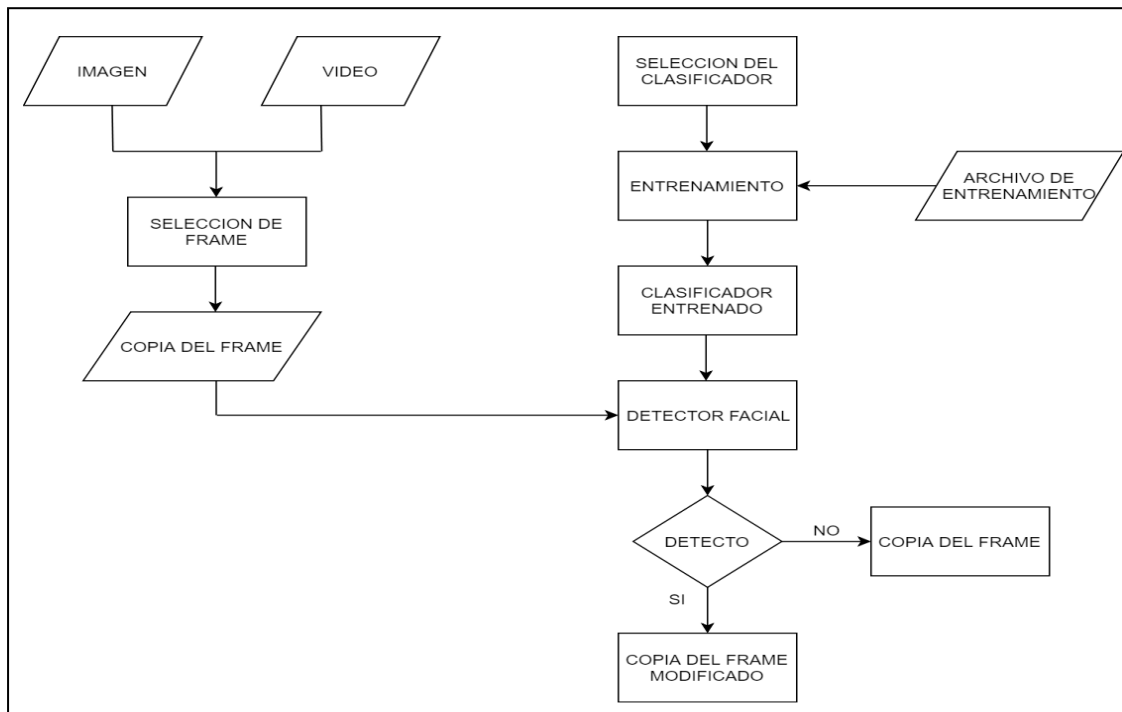 IMAGEN
VIDEO
SELECCION DE
FRAME
COPIA DEL FRAME
SELECCION DEL
CLASIFICADOR
ENTRENAMIENTO
ARCHIVO DE
ENTRENAMIENTO
CLASIFICADOR
ENTRENADO
DETECTOR FACIAL
DETECTO
NO
COPIA DEL FRAME
SI
COPIA DEL FRAME
MODIFICADO